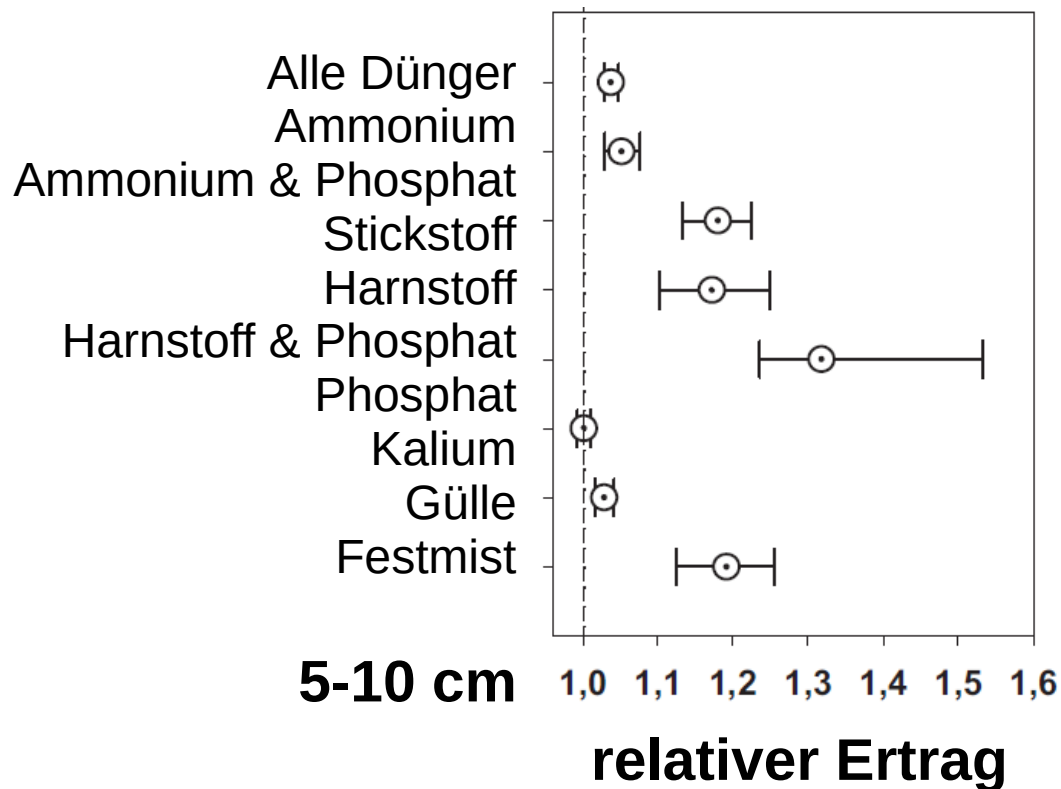 Alle Dünger
Ammonium
Ammonium & Phosphat
Stickstoff
Harnstoff
Harnstoff & Phosphat
Phosphat
Kalium
Gülle
Festmist
5-10 cm
1,0 1,1 1,2 1,3 1,4 1,5 1,6
relativer Ertrag